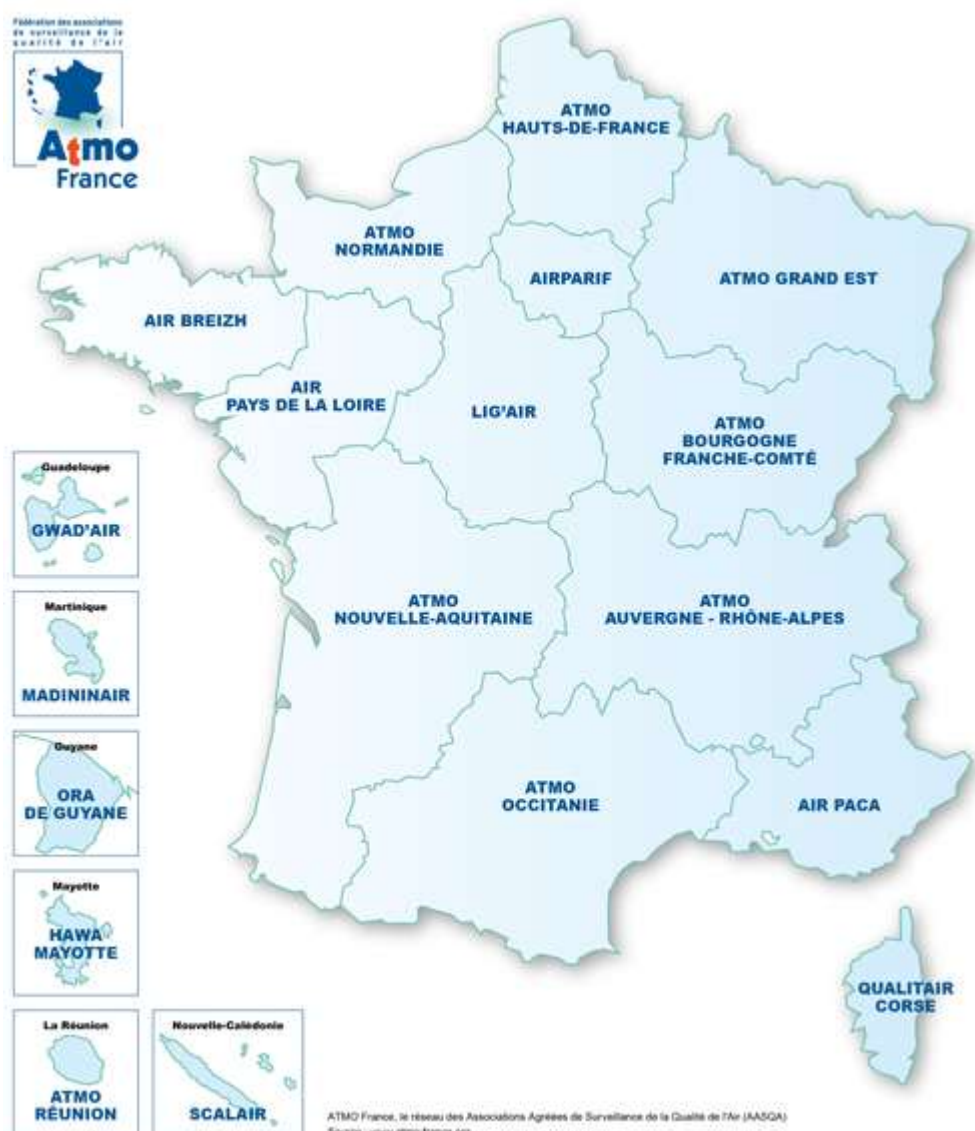 Fédération des associations
de surveillance de la
qualité de l'air
Atmo
France
ATMO
HAUTS-DE-FRANCE
ATMO
NORMANDIE
AIRPARIF
ATMO GRAND EST
AIR BREIZH
AIR
PAYS DE LA LOIRE
LIG'AIR
ATMO
BOURGOGNE
FRANCHE-COMTÉ
Guadeloupe
GWAD'AIR
ATMO
NOUVELLE-AQUITAINE
ATMO
AUVERGNE - RHÔNE-ALPES
Martinique
MADININAIR
Guyane
ORA
DE GUYANE
ATMO
OCCITANIE
AIR PACA
Mayotte
HAWA
MAYOTTE
QUALITAIR
CORSE
La Réunion
ATMO
RÉUNION
Nouvelle-Calédonie
SCALAIR
ATMO France, le réseau des Associations Agréées de Surveillance de la Qualité de l'Air (AASQA)